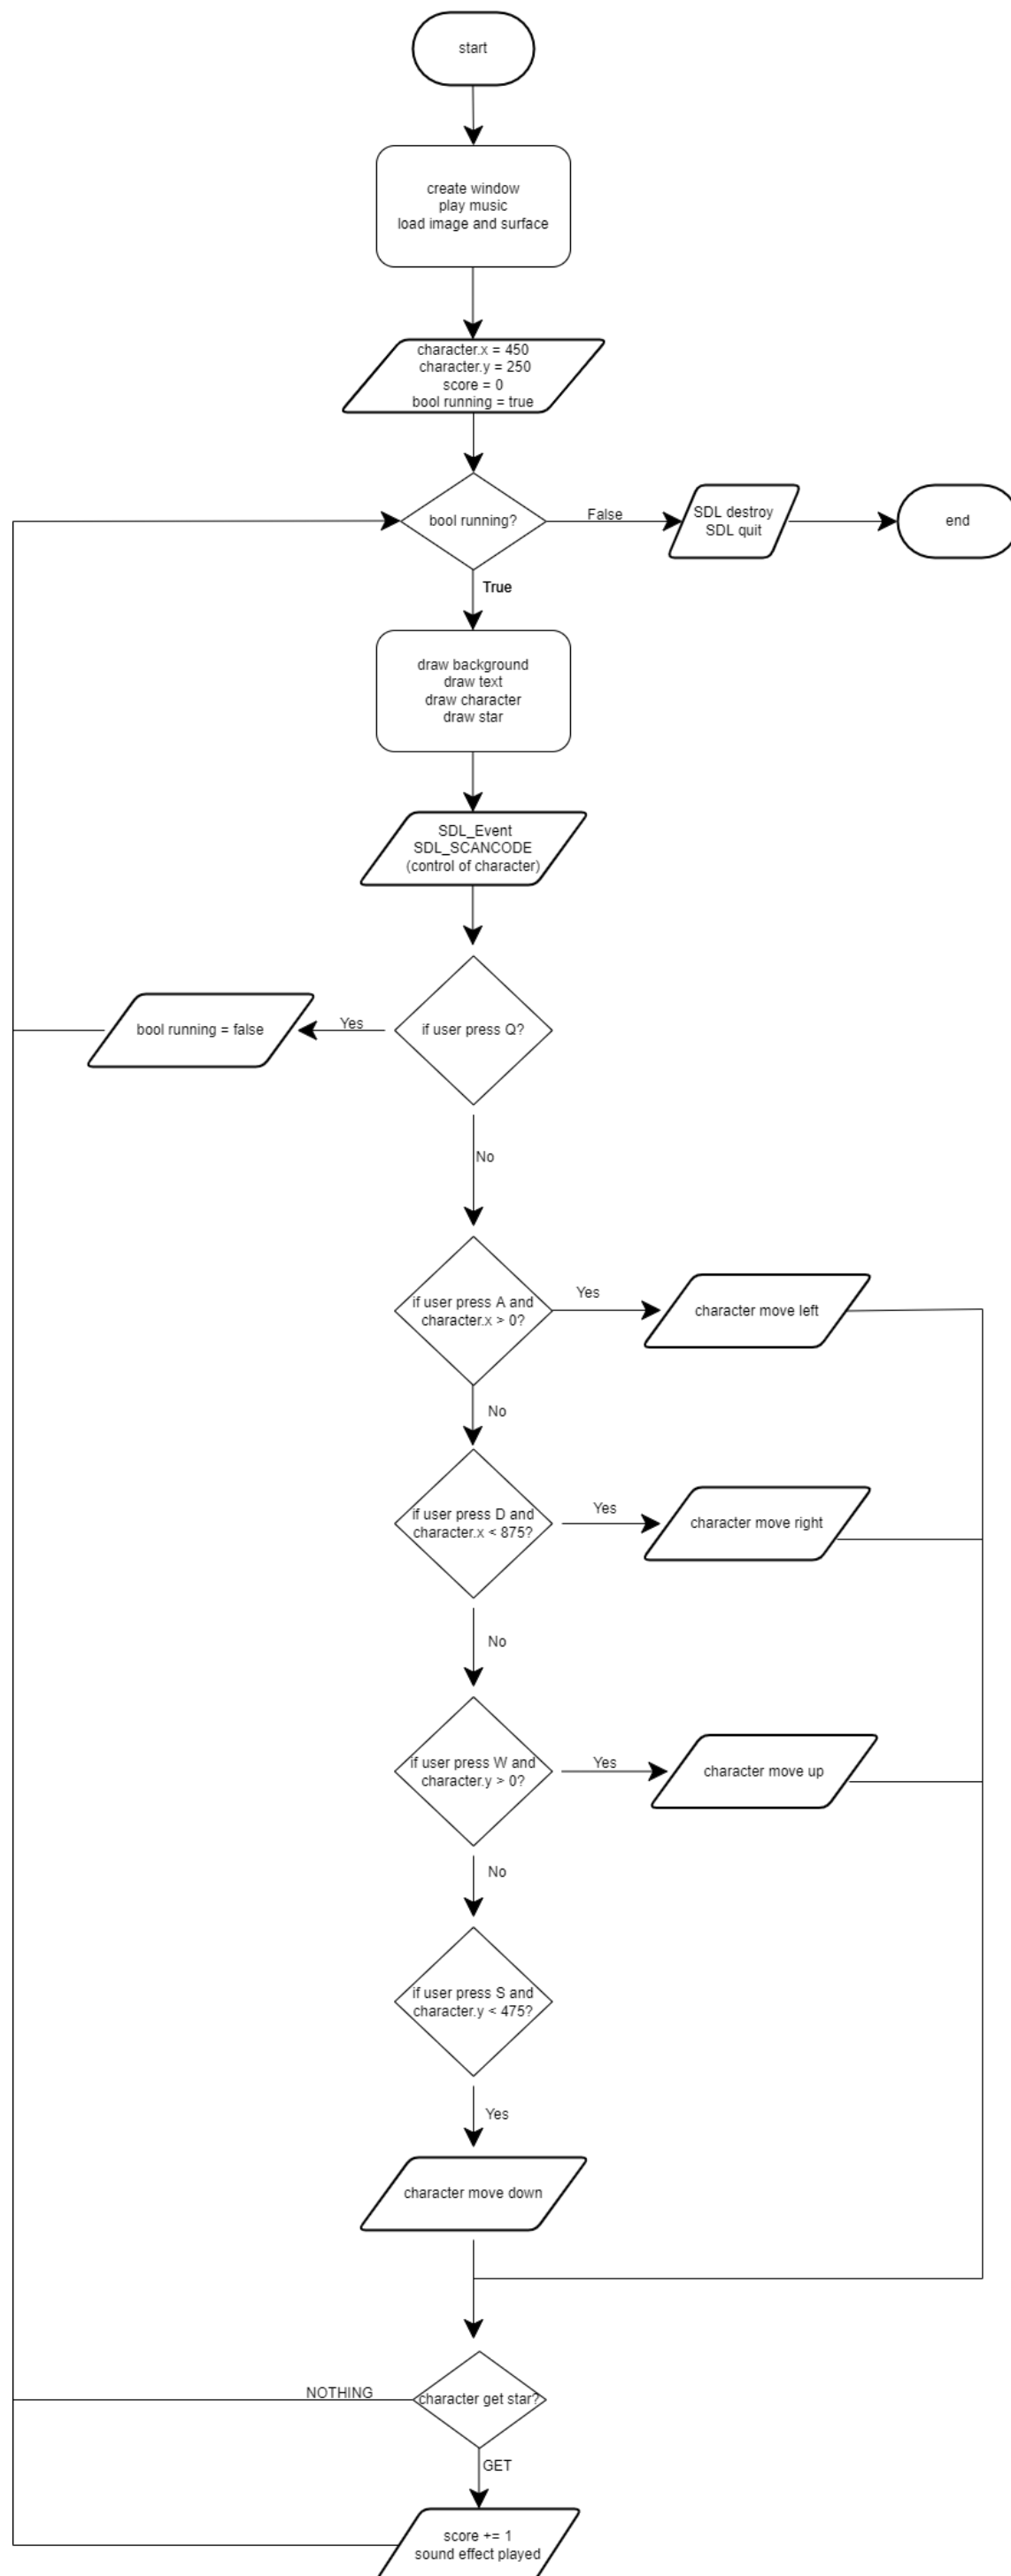 start
create window
play music
load image and surface
character.x = 450
character.y = 250
score = 0
bool running = true
bool running?
False
SDL destroy
SDL quit
end
True
draw background
draw text
draw character
draw star
SDL_Event
SDL_SCANCODE
(control of character)
bool running = false
Yes
if user press Q?
No
if user press A and
character.x > 0?
Yes
character move left
No
if user press D and
character.x < 875?
Yes
character move right
No
if user press W and
character.y > 0?
Yes
character move up
No
if user press S and
character.y < 475?
Yes
character move down
NOTHING
character get star?
GET
score += 1
sound effect played